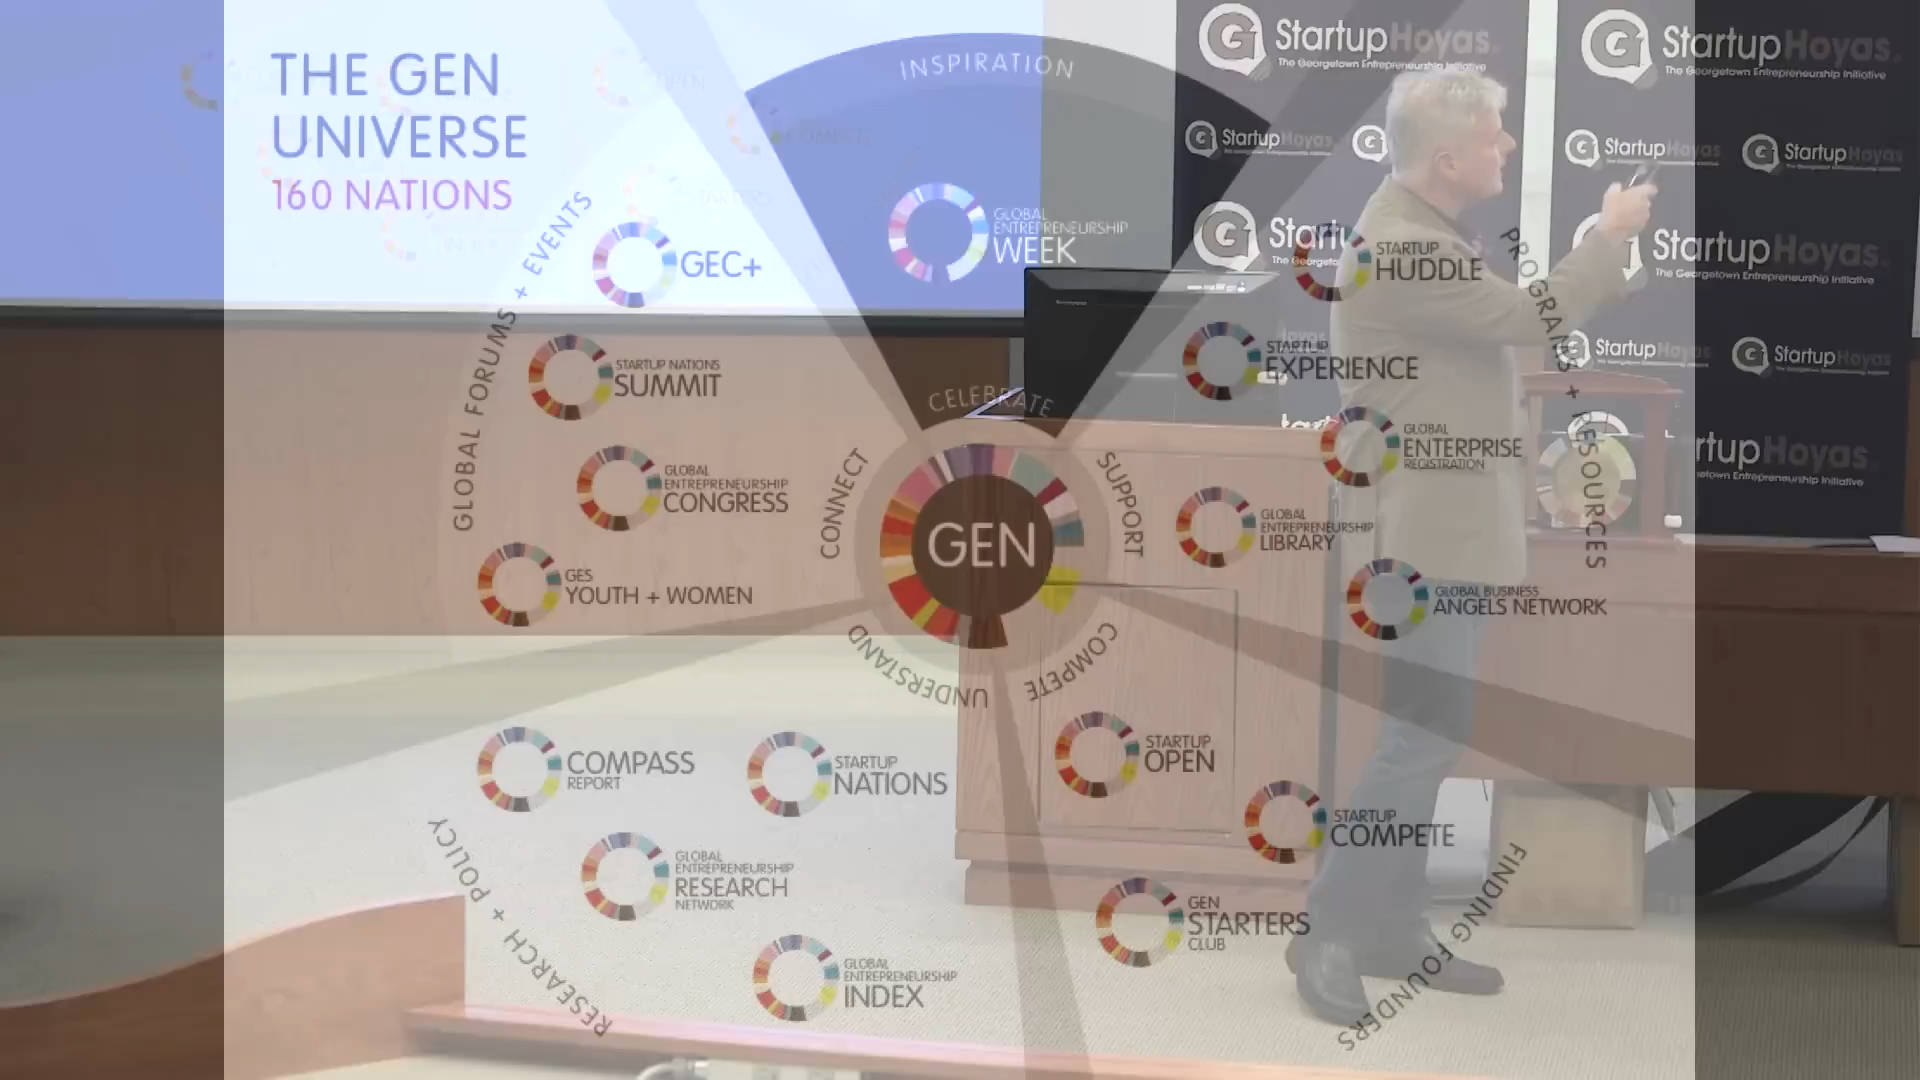 THE GEN
UNIVERSE
160 NATIONS
INSPIRATION
GLOBAL
ENTREPRENEURSHIP
WEEK
CELEBRATE
GLOBAL FORUMS + EVENTS
GEC+
STARTUP NATIONS
SUMMIT
GLOBAL
ENTREPRENEURSHIP
CONGRESS
GES
YOUTH + WOMEN
CONNECT
GEN
SUPPORT
PROGRAMS + RESOURCES
STARTUP
HUDDLE
STARTUP
EXPERIENCE
GLOBAL
ENTERPRISE
REGISTRATION
GLOBAL
ENTREPRENEURSHIP
LIBRARY
GLOBAL BUSINESS
ANGELS NETWORK
UNDERSTAND
COMPETE
COMPASS
REPORT
STARTUP
NATIONS
GLOBAL
ENTREPRENEURSHIP
RESEARCH
NETWORK
GLOBAL
ENTREPRENEURSHIP
INDEX
RESEARCH + POLICY
STARTUP
OPEN
STARTUP
COMPETE
GEN
STARTERS
CLUB
FINDING FOUNDERS
StartupHoyas
The Georgetown Entrepreneurship Initiative
StartupHoyas
The Georgetown Entrepreneurship Initiative
StartupHoyas
StartupHoyas
StartupHoyas
StartupHoyas
The Georgetown Entrepreneurship Initiative
StartupHoyas
StartupHoyas